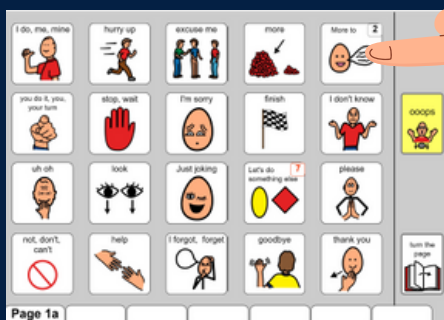 I do, me, mine
hurry up
excuse me
more
More to
2
you do it, you,
your turn
stop, wait
I'm sorry
finish
I don't know
ooops
uh oh
look
Just joking
Let's do
something else
7
please
not, don't,
can't
help
I forgot, forget
goodbye
thank you
turn the
page
Page 1a